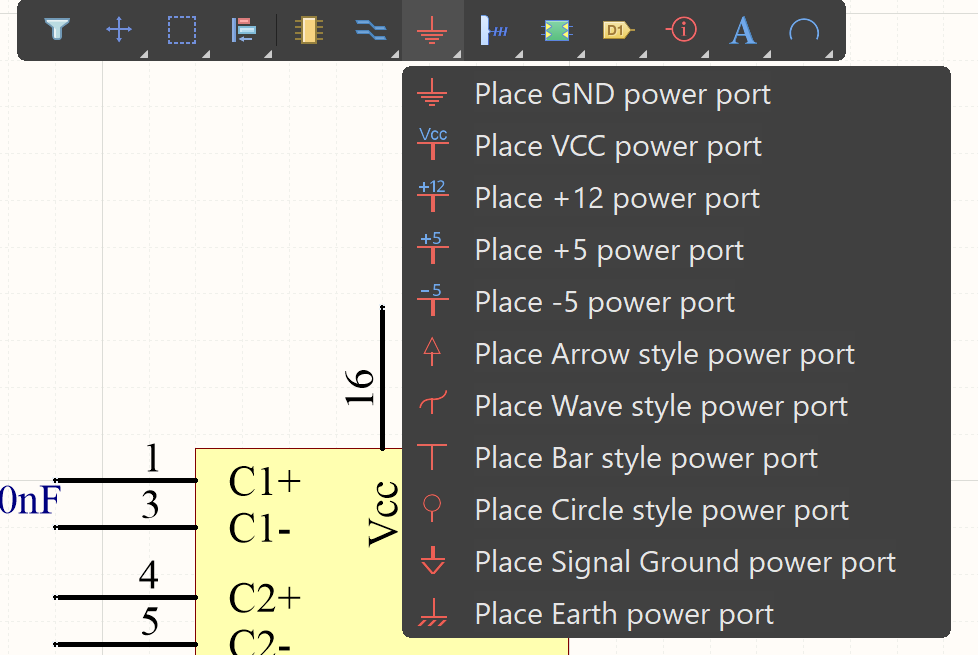 D1
A
Place GND power port
Vcc
Place VCC power port
+12
Place +12 power port
+5
Place +5 power port
-5
Place -5 power port
Place Arrow style power port
Place Wave style power port
Place Bar style power port
Place Circle style power port
Place Signal Ground power port
Place Earth power port
16
Vcc
0nF
1
C1+
3
C1-
4
C2+
5
C2-